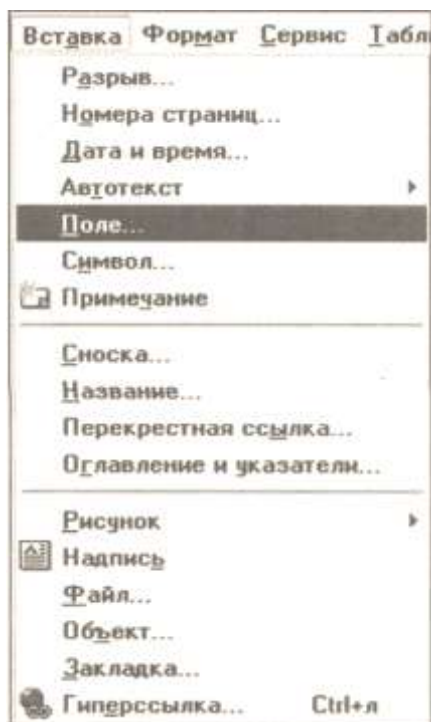 Вставка Формат Сервис Табл
Разрыв...
Номера страниц...
Дата и время...
Автотекст
Поле...
Символ...
Примечание
Сноска...
Название...
Перекрестная ссылка...
Оглавление и указатели...
Рисунок
Надпись
Файл...
Объект...
Закладка...
Гиперссылка... Ctrl+л